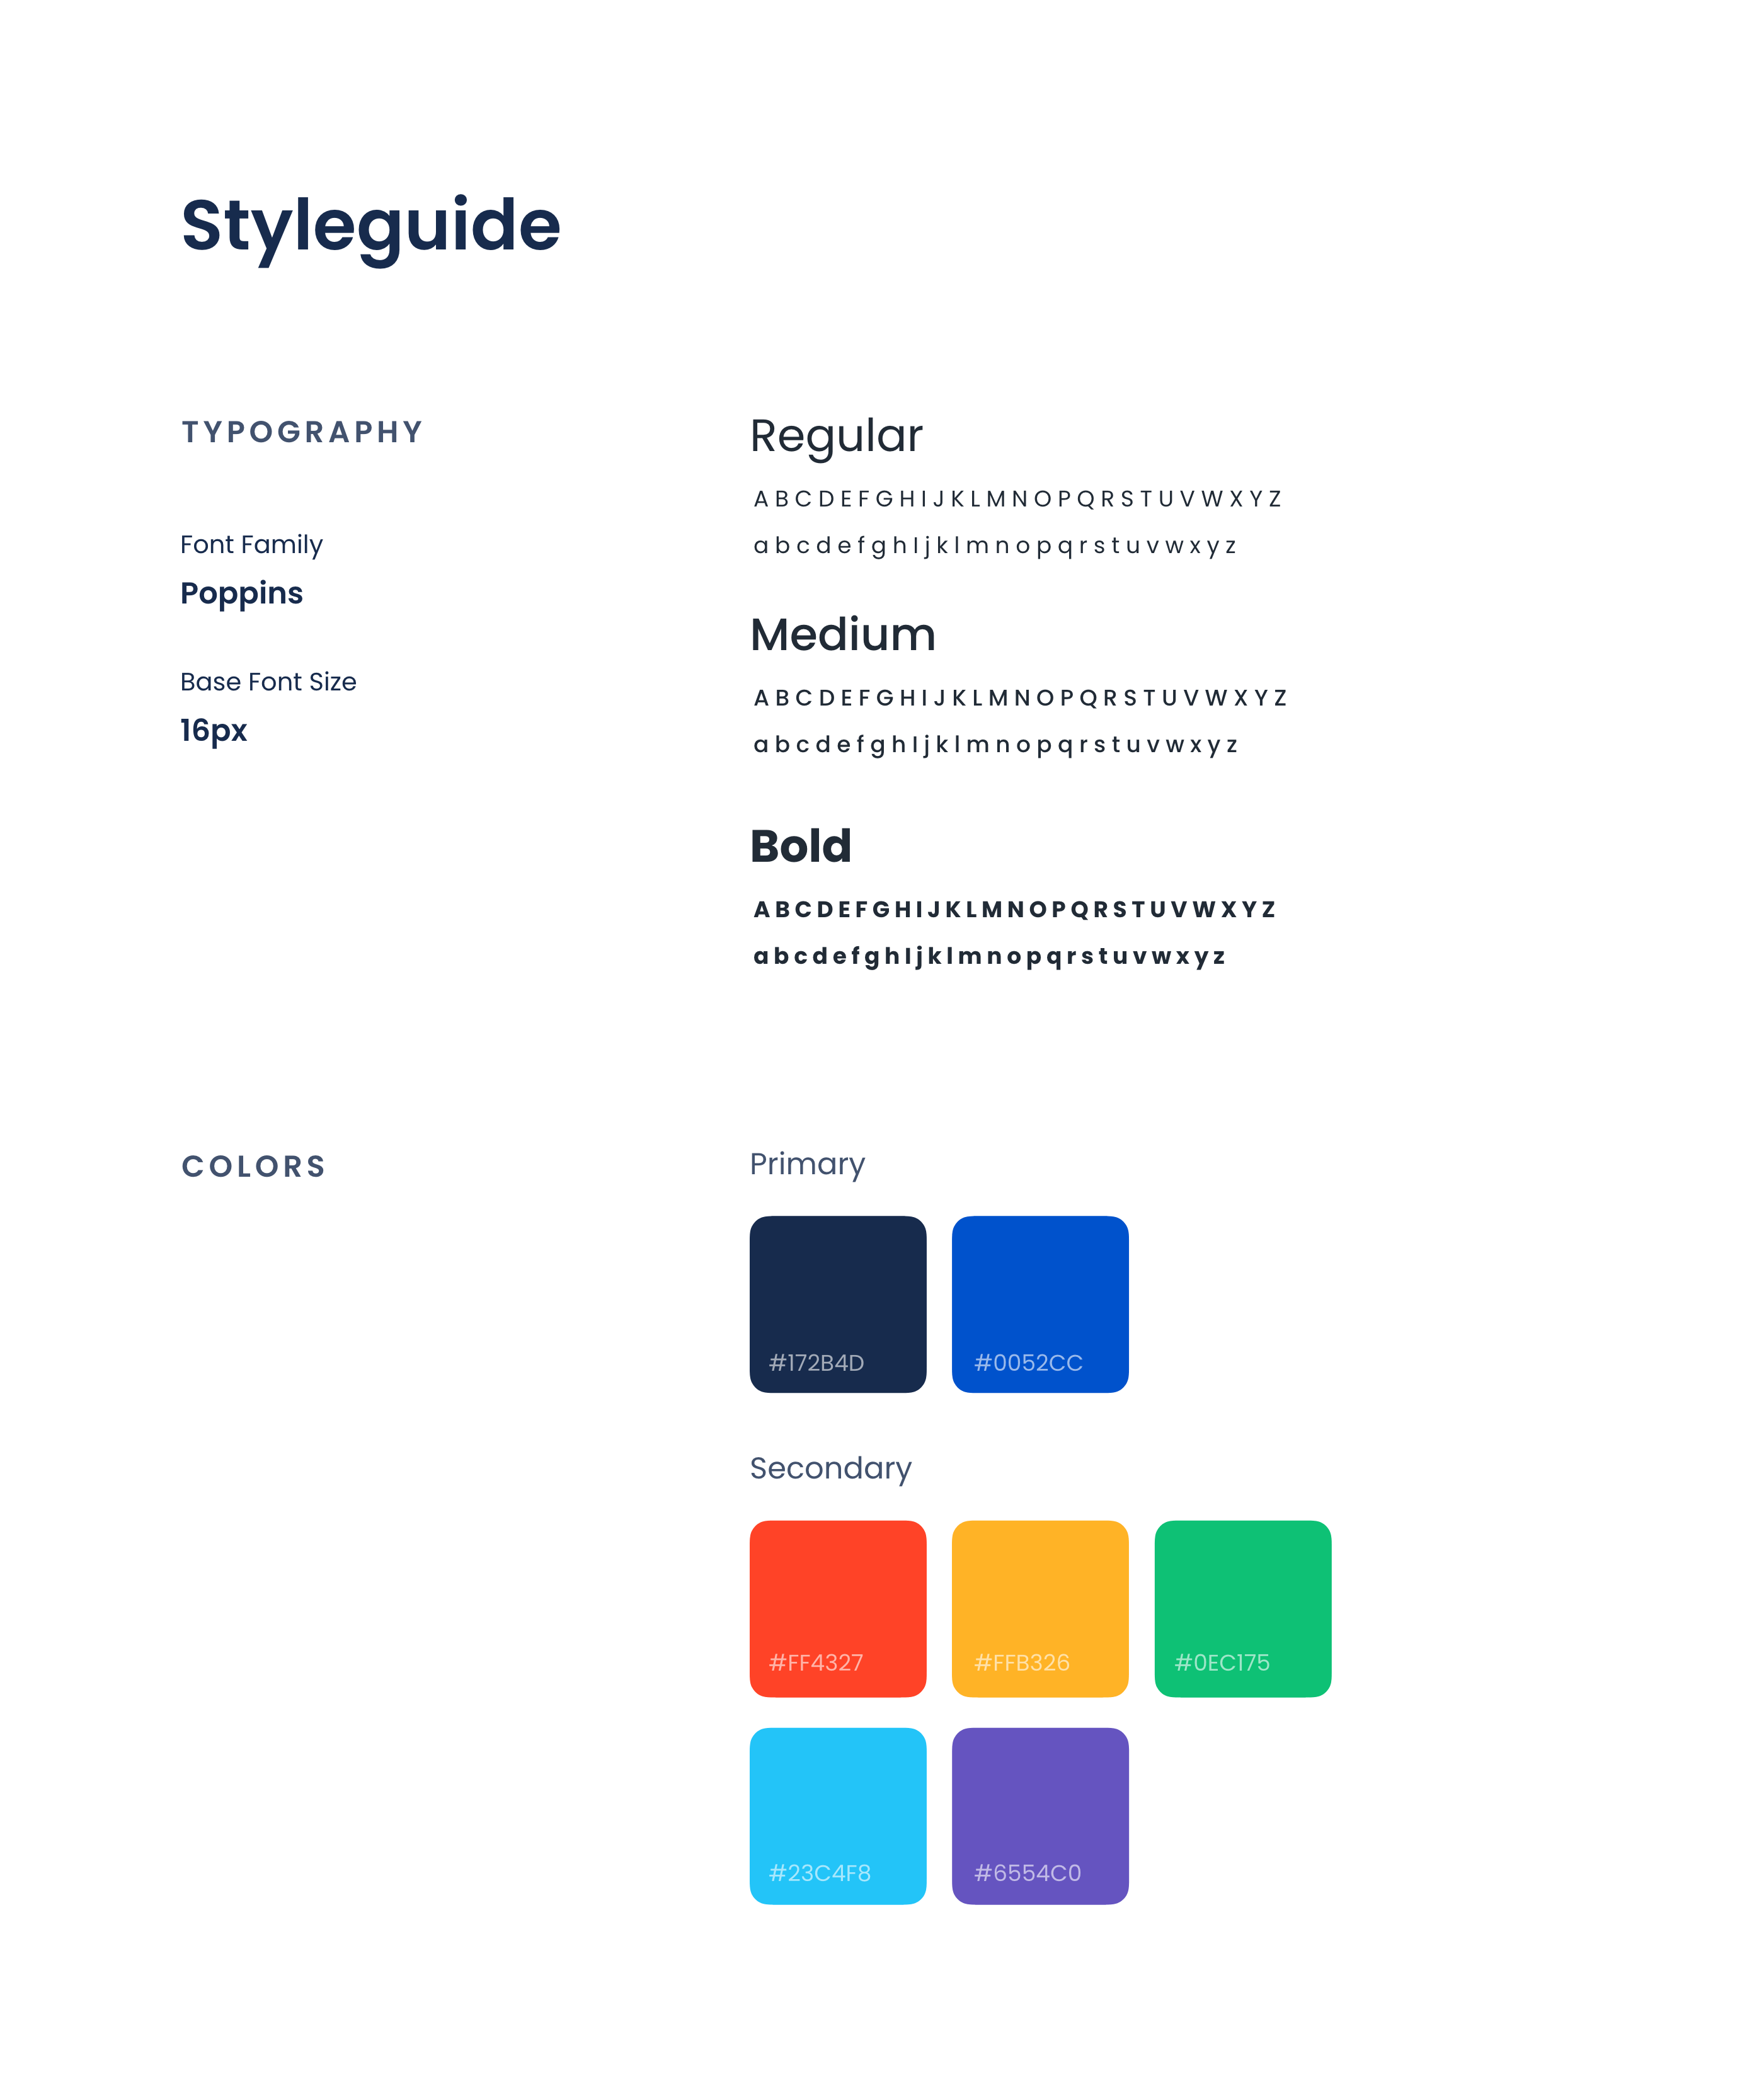 Styleguide
TYPOGRAPHY
Font Family
Poppins
Base Font Size
16px
Regular
A B C D E F G H I J K L M N O P Q R S T U V W X Y Z
a b c d e f g h I j k l m n o p q r s t u v w x y z
Medium
A B C D E F G H I J K L M N O P Q R S T U V W X Y Z
a b c d e f g h I j k l m n o p q r s t u v w x y z
Bold
A B C D E F G H I J K L M N O P Q R S T U V W X Y Z
a b c d e f g h I j k l m n o p q r s t u v w x y z
COLORS
Primary
#172B4D #0052CC
Secondary
#FF4327 #FFB326 #0EC175
#23C4F8 #6554C0